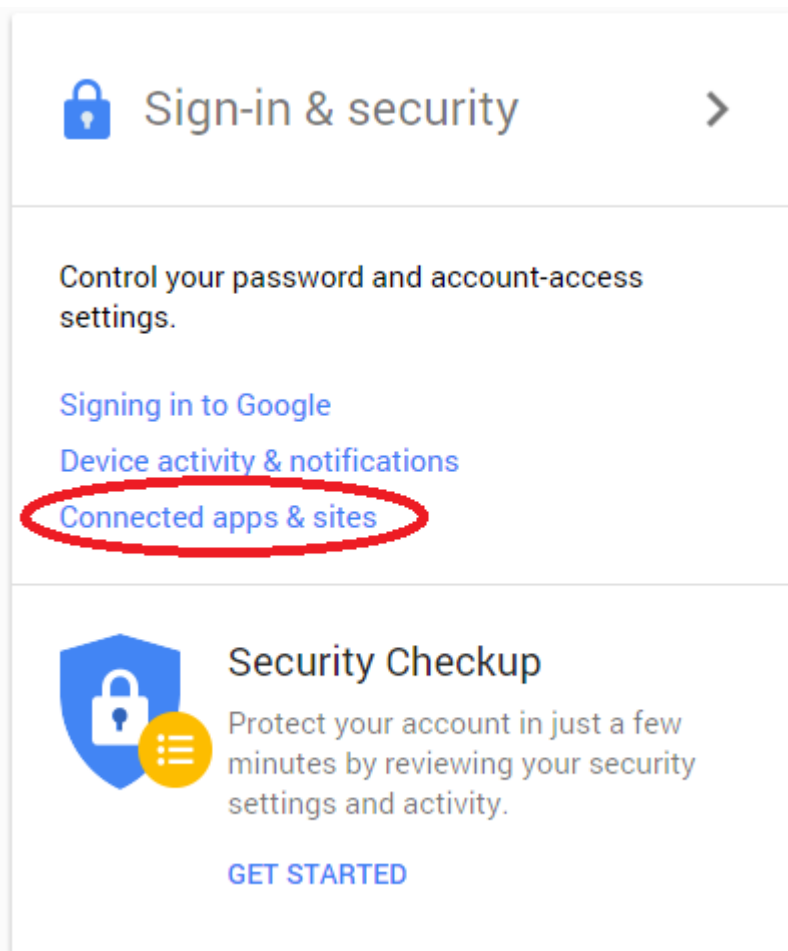 Sign-in & security
Control your password and account-access
settings.
Signing in to Google
Device activity & notifications
Connected apps & sites
Security Checkup
Protect your account in just a few
minutes by reviewing your security
settings and activity.
GET STARTED